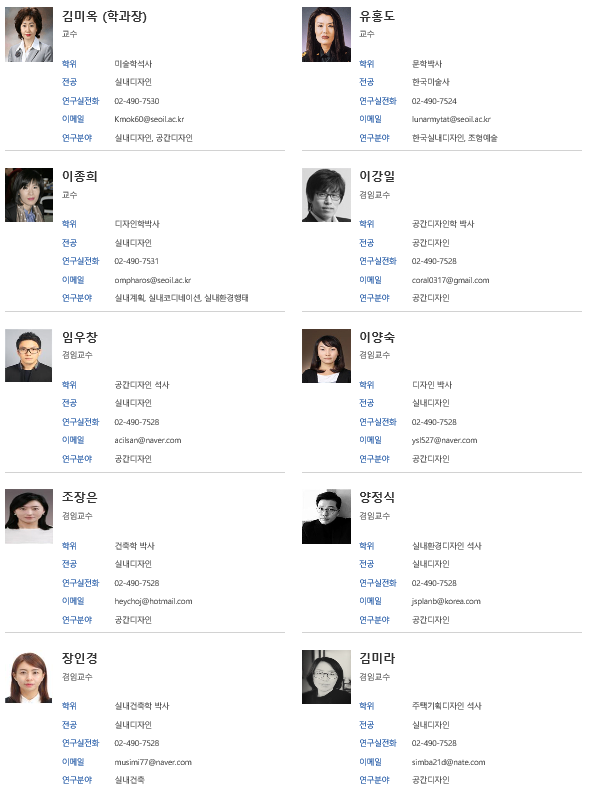 김미옥 (학과장)
교수
학위 미술학석사
전공 실내디자인
연구실전화 02-490-7530
이메일 Kmok60@seoil.ac.kr
연구분야 실내디자인, 공간디자인
유홍도
교수
학위 문학박사
전공 한국미술사
연구실전화 02-490-7524
이메일 lunarmytat@seoil.ac.kr
연구분야 한국실내디자인, 조형예술
이종희
교수
학위 디자인학박사
전공 실내디자인
연구실전화 02-490-7531
이메일 ompharos@seoil.ac.kr
연구분야 실내계획, 실내코디네이션, 실내환경행태
이강일
겸임교수
학위 공간디자인학 박사
전공 공간디자인
연구실전화 02-490-7528
이메일 coral0317@gmail.com
연구분야 공간디자인
임우창
겸임교수
학위 공간디자인 석사
전공 실내디자인
연구실전화 02-490-7528
이메일 acilsan@naver.com
연구분야 공간디자인
이양숙
겸임교수
학위 디자인 박사
전공 실내디자인
연구실전화 02-490-7528
이메일 ysl527@naver.com
연구분야 공간디자인
조장은
겸임교수
학위 건축학 박사
전공 실내디자인
연구실전화 02-490-7528
이메일 heychoj@hotmail.com
연구분야 공간디자인
양정식
겸임교수
학위 실내환경디자인 석사
전공 실내디자인
연구실전화 02-490-7528
이메일 jsplanb@korea.com
연구분야 공간디자인
장인경
겸임교수
학위 실내건축학 박사
전공 실내디자인
연구실전화 02-490-7528
이메일 musimi77@naver.com
연구분야 실내건축
김미라
겸임교수
학위 주택기획디자인 석사
전공 실내디자인
연구실전화 02-490-7528
이메일 simba21d@nate.com
연구분야 공간디자인